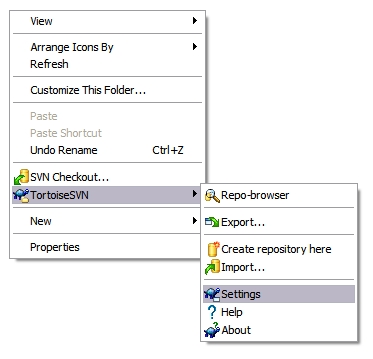 View
Arrange Icons By
Refresh
Customize This Folder...
Paste
Paste Shortcut
Undo Rename Ctrl+Z
SVN Checkout...
TortoiseSVN
New
Properties
Repo-browser
Export...
Create repository here
Import...
Settings
Help
About